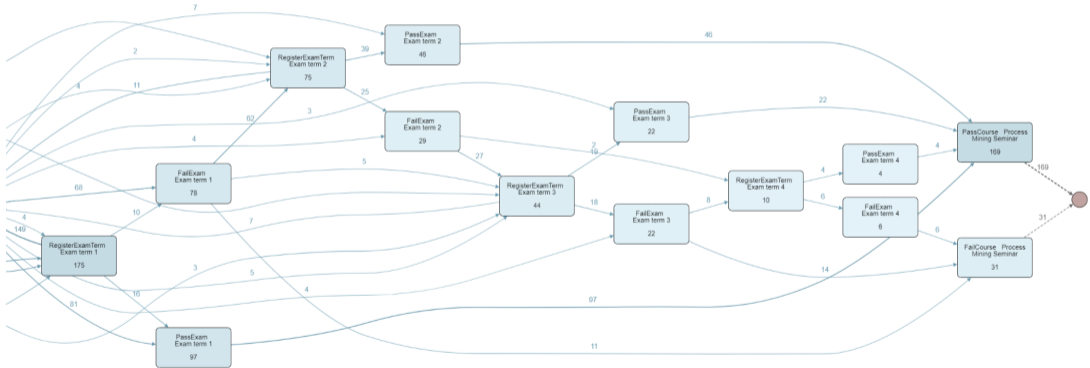 7
PassExam
Exam term 2
46
46
RegisterExamTerm
Exam term 2
75
39
2
11
4
25
3
62
4
FailExam
Exam term 2
29
PassExam
Exam term 3
22
22
2
19
27
PassCourse Process
Mining Seminar
169
169
PassExam
Exam term 4
4
4
4
FailExam
Exam term 1
78
5
68
RegisterExamTerm
Exam term 3
44
RegisterExamTerm
Exam term 4
10
6
8
18
FailExam
Exam term 3
22
FailExam
Exam term 4
6
6
31
4
149
10
7
RegisterExamTerm
Exam term 1
175
FailCourse Process
Mining Seminar
31
3
5
14
4
16
81
97
PassExam
Exam term 1
97
11